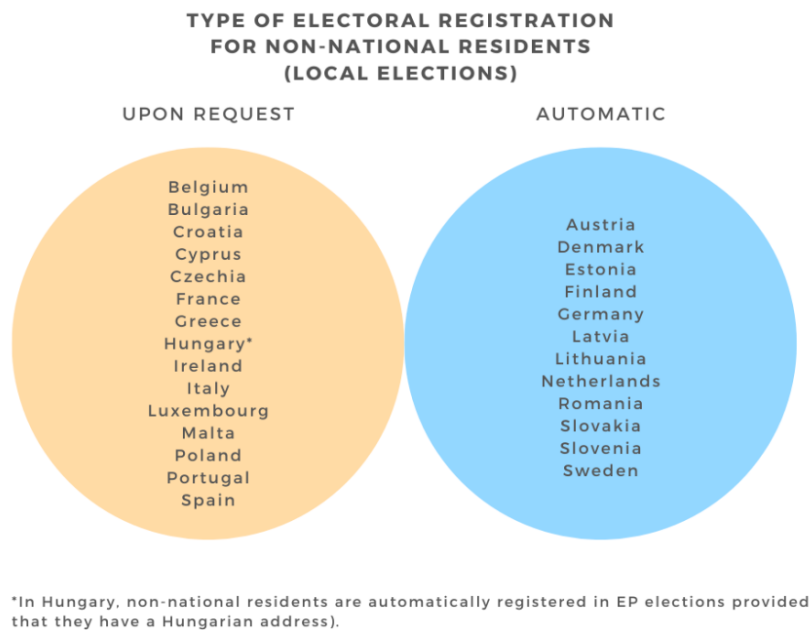 TYPE OF ELECTORAL REGISTRATION
FOR NON-NATIONAL RESIDENTS
(LOCAL ELECTIONS)
UPON REQUEST
Belgium
Bulgaria
Croatia
Cyprus
Czechia
France
Greece
Hungary*
Ireland
Italy
Luxembourg
Malta
Poland
Portugal
Spain
AUTOMATIC
Austria
Denmark
Estonia
Finland
Germany
Latvia
Lithuania
Netherlands
Romania
Slovakia
Slovenia
Sweden
*In Hungary, non-national residents are automatically registered in EP elections provided
that they have a Hungarian address).